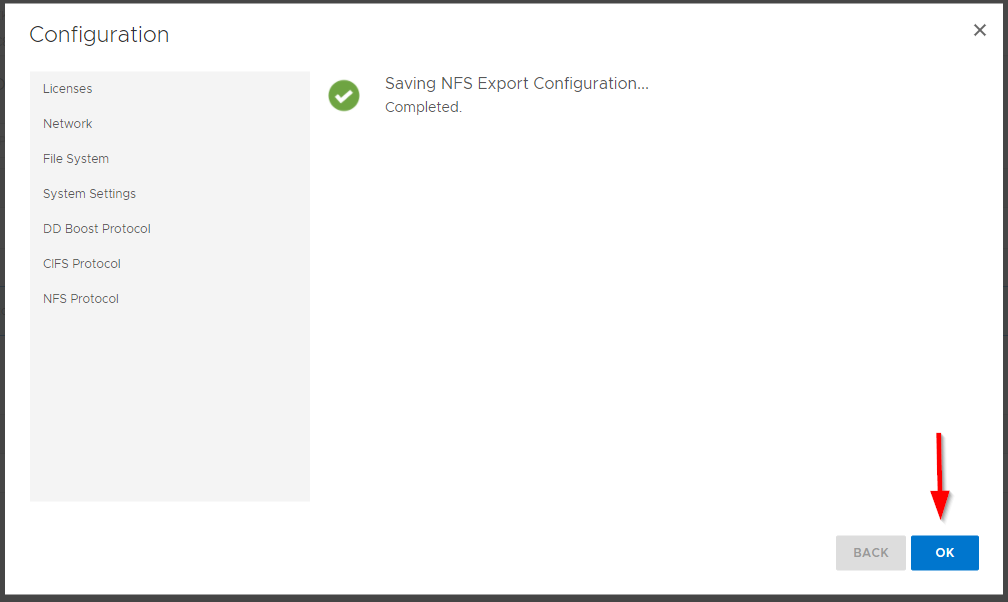 Configuration
Licenses
Network
File System
System Settings
DD Boost Protocol
CIFS Protocol
NFS Protocol
Saving NFS Export Configuration...
Completed.
BACK
OK